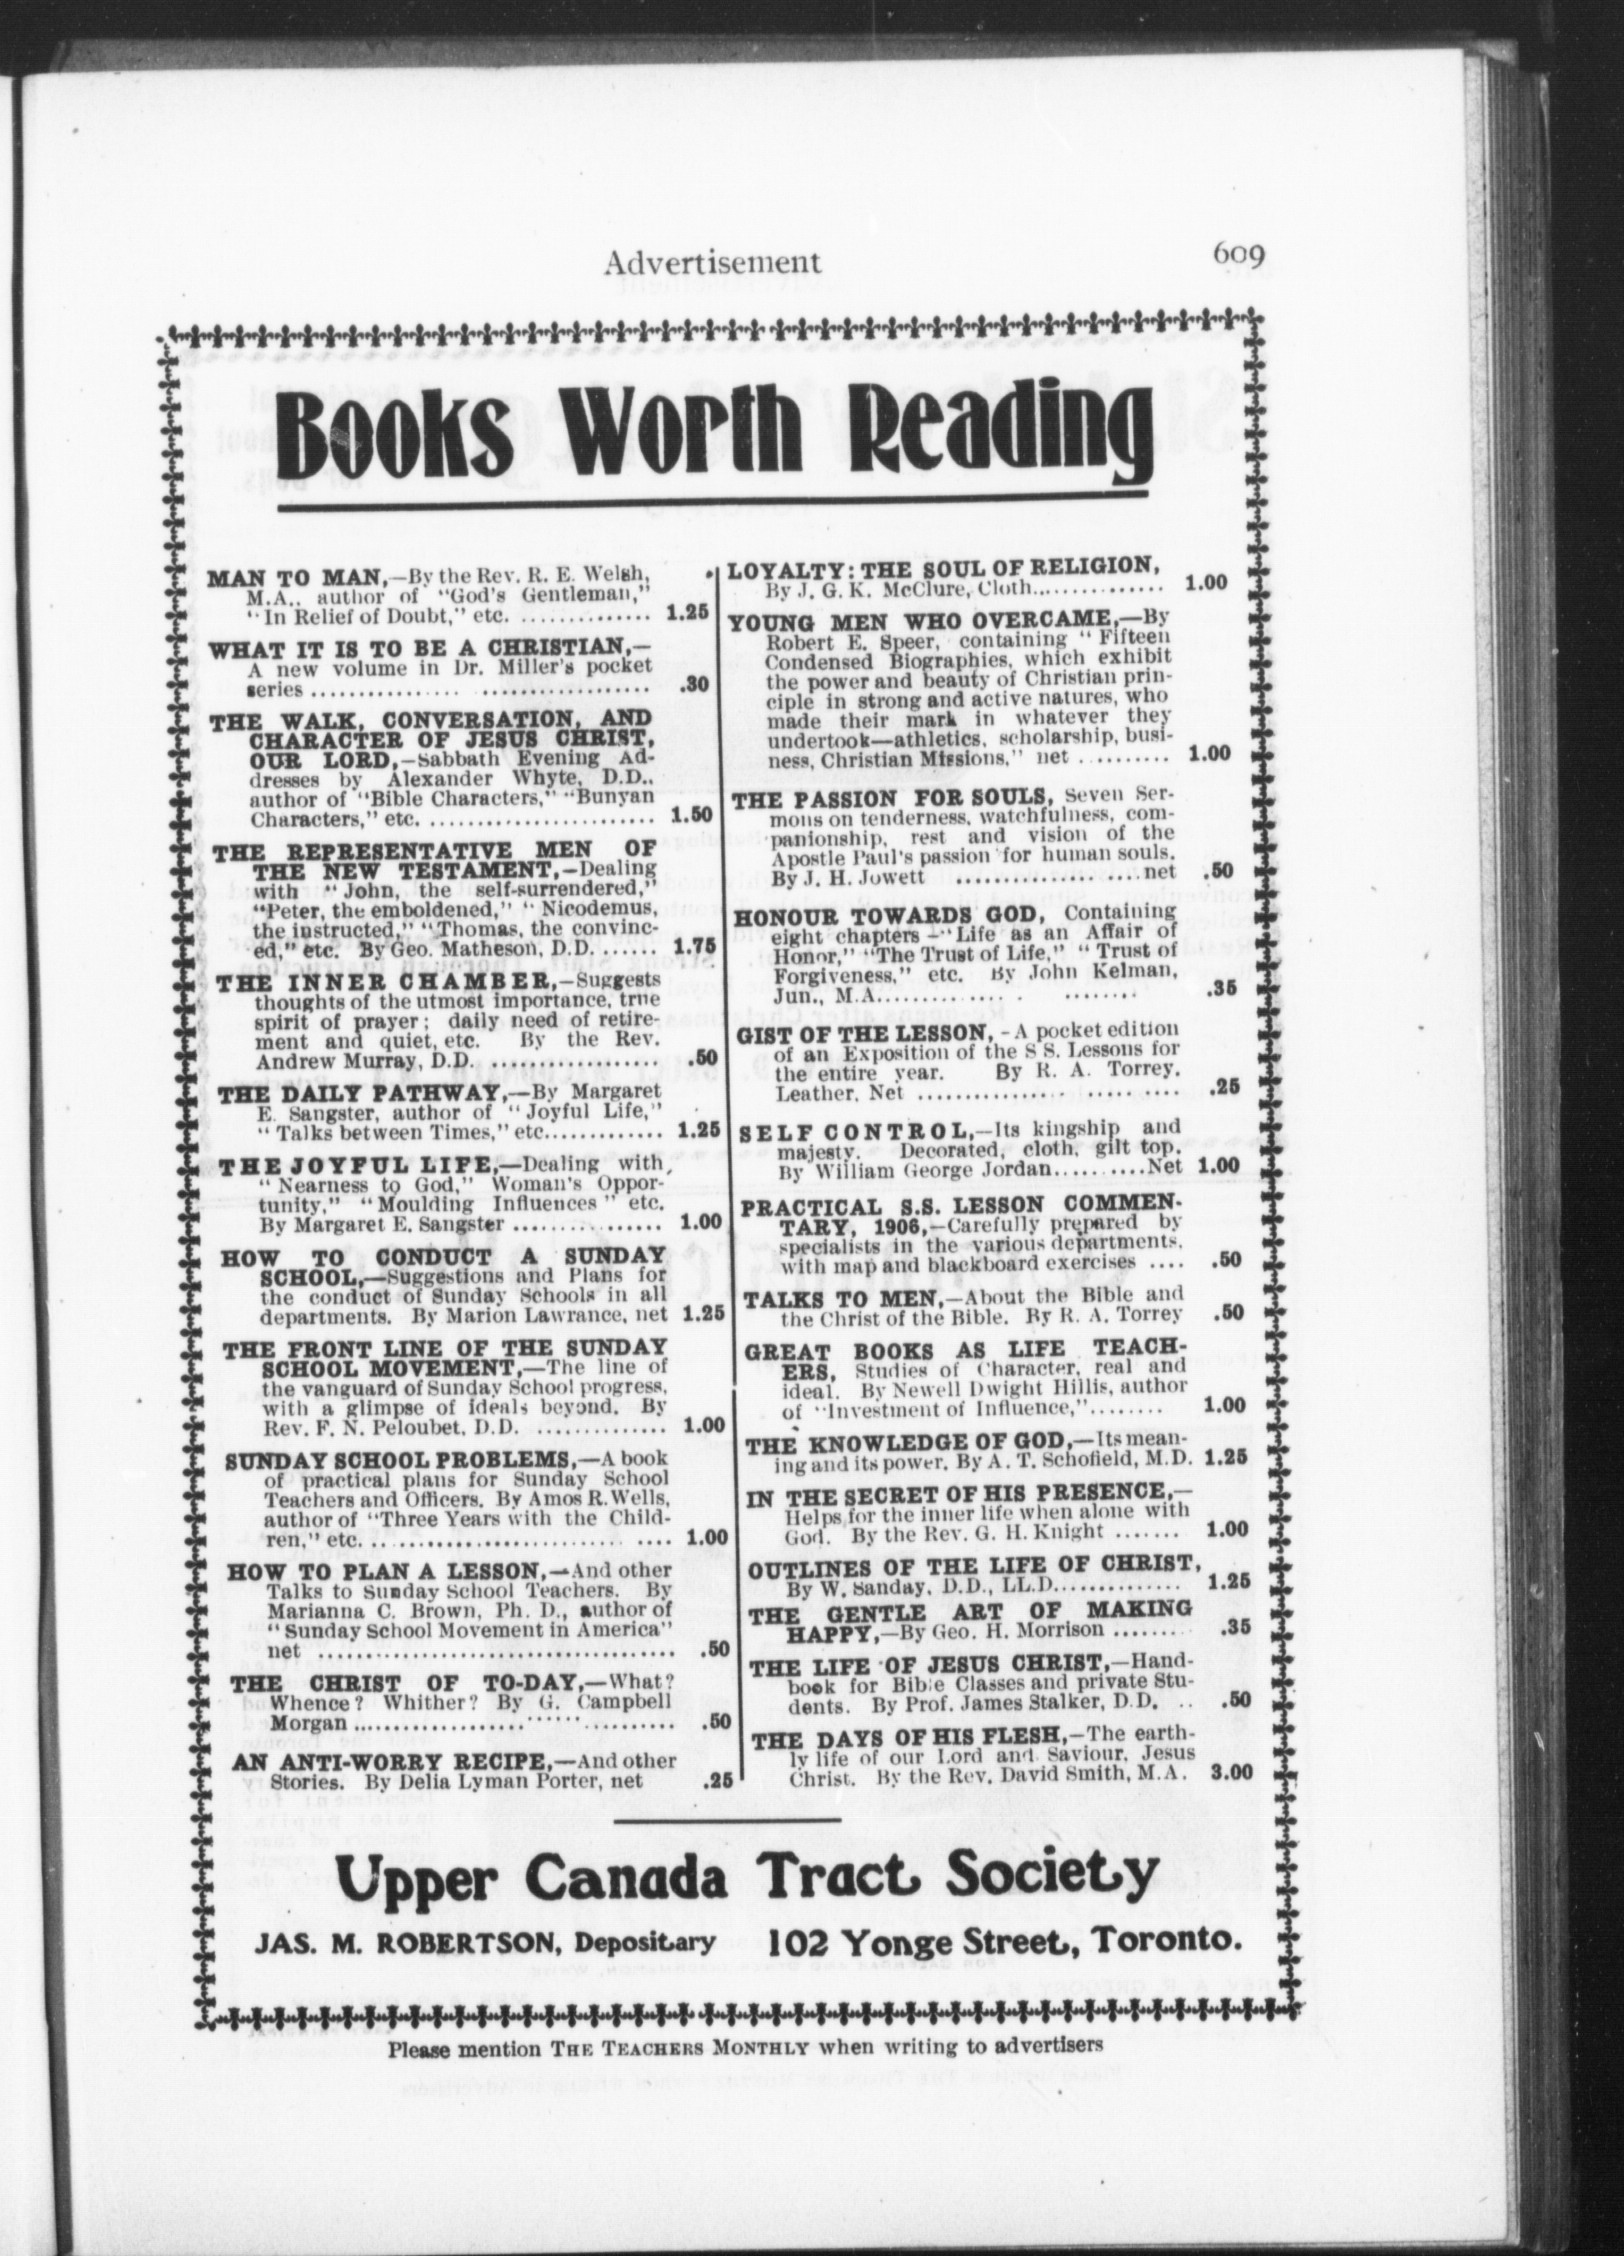 Advertisement 609
Books Worth Reading
MAN TO MAN,—By the Rev. R. E. Welsh,
M.A., author of "God's Gentleman,"
"In Relief of Doubt," etc. .............. 1.25
WHAT IT IS TO BE A CHRISTIAN,—
A new volume in Dr. Miller's pocket
series .................................. .30
THE WALK, CONVERSATION, AND
CHARACTER OF JESUS CHRIST,
OUR LORD,—Sabbath Evening Ad-
dresses by Alexander Whyte, D.D.,
author of "Bible Characters," "Bunyan
Characters," etc. ........................ 1.50
THE REPRESENTATIVE MEN OF
THE NEW TESTAMENT,—Dealing
with "John, the self-surrendered,"
"Peter, the emboldened," "Nicodemus,
the instructed," "Thomas, the convinc-
ed," etc. By Geo. Matheson, D.D. ...... 1.75
THE INNER CHAMBER,—Suggests
thoughts of the utmost importance, true
spirit of prayer; daily need of retire-
ment and quiet, etc. By the Rev.
Andrew Murray, D.D. .................. .50
THE DAILY PATHWAY,—By Margaret
E. Sangster, author of "Joyful Life,"
"Talks between Times," etc............. 1.25
THE JOYFUL LIFE,—Dealing with,
"Nearness to God," Woman's Oppor-
tunity," "Moulding Influences" etc.
By Margaret E. Sangster ............... 1.00
HOW TO CONDUCT A SUNDAY
SCHOOL,—Suggestions and Plans for
the conduct of Sunday Schools in all
departments. By Marion Lawrance, net 1.25
THE FRONT LINE OF THE SUNDAY
SCHOOL MOVEMENT,—The line of
the vanguard of Sunday School progress,
with a glimpse of ideals beyond. By
Rev. F. N. Peloubet, D.D. .............. 1.00
SUNDAY SCHOOL PROBLEMS,—A book
of practical plans for Sunday School
Teachers and Officers. By Amos R. Wells,
author of "Three Years with the Child-
ren," etc. .............................. 1.00
HOW TO PLAN A LESSON,—And other
Talks to Sunday School Teachers. By
Marianna C. Brown, Ph. D., author of
"Sunday School Movement in America"
net ...................................... .50
THE CHRIST OF TO-DAY,—What?
Whence? Whither? By G. Campbell
Morgan .................................. .50
AN ANTI-WORRY RECIPE,—And other
Stories. By Delia Lyman Porter, net .25
LOYALTY: THE SOUL OF RELIGION,
By J. G. K. McClure, Cloth............... 1.00
YOUNG MEN WHO OVERCAME,—By
Robert E. Speer, containing "Fifteen
Condensed Biographies, which exhibit
the power and beauty of Christian prin-
ciple in strong and active natures, who
made their mark in whatever they
undertook—athletics, scholarship, busi-
ness, Christian Missions," net .......... 1.00
THE PASSION FOR SOULS, Seven Ser-
mons on tenderness, watchfulness, com-
panionship, rest and vision of the
Apostle Paul's passion for human souls.
By J. H. Jowett ....................net .50
HONOUR TOWARDS GOD, Containing
eight chapters—"Life as an Affair of
Honor," "The Trust of Life," "Trust of
Forgiveness," etc. By John Kelman,
Jun., M.A....................... .35
GIST OF THE LESSON,-A pocket edition
of an Exposition of the S S. Lessons for
the entire year. By R. A. Torrey.
Leather, Net ......................... .25
SELF CONTROL,—Its kingship and
majesty. Decorated, cloth, gilt top.
By William George Jordan..........Net 1.00
PRACTICAL S.S. LESSON COMMEN-
TARY, 1906,—Carefully prepared by
specialists in the various departments,
with map and blackboard exercises .... .50
TALKS TO MEN,—About the Bible and
the Christ of the Bible. By R. A. Torrey .50
GREAT BOOKS AS LIFE TEACH-
ERS, Studies of Character, real and
ideal. By Newell Dwight Hillis, author
of "Investment of Influence,"........ 1.00
THE KNOWLEDGE OF GOD,—Its mean-
ing and its power. By A. T. Schofield, M.D. 1.25
IN THE SECRET OF HIS PRESENCE,—
Helps for the inner life when alone with
God. By the Rev. G. H. Knight ....... 1.00
OUTLINES OF THE LIFE OF CHRIST,
By W. Sanday, D.D., LL.D.............. 1.25
THE GENTLE ART OF MAKING
HAPPY,—By Geo. H. Morrison ........ .35
THE LIFE OF JESUS CHRIST,—Hand-
book for Bible Classes and private Stu-
dents. By Prof. James Stalker, D.D. .. .50
THE DAYS OF HIS FLESH,—The earth-
ly life of our Lord and Saviour, Jesus
Christ. By the Rev. David Smith, M.A. 3.00
Upper Canada Tract Society
JAS. M. ROBERTSON, Depositary 102 Yonge Street, Toronto.
Please mention THE TEACHERS MONTHLY when writing to advertisers